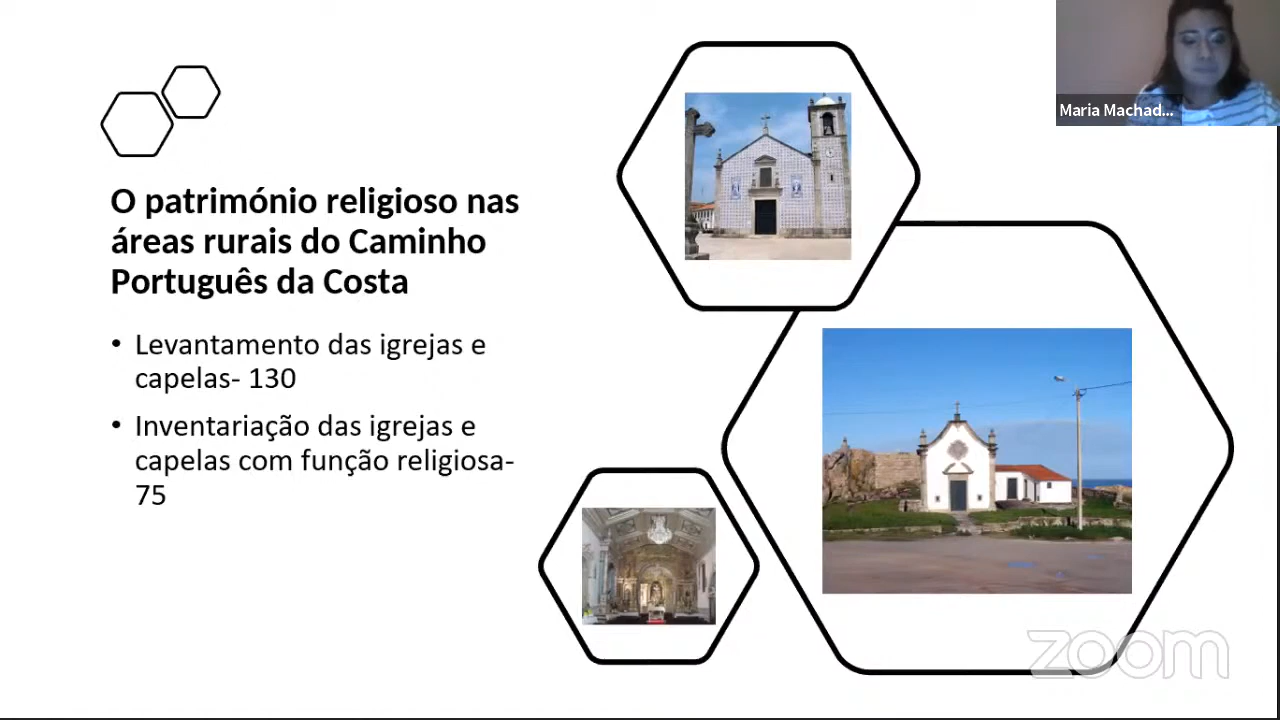 O património religioso nas
áreas rurais do Caminho
Português da Costa
• Levantamento das igrejas e
capelas- 130
• Inventariação das igrejas e
capelas com função religiosa-
75
Maria Machad...
zoom